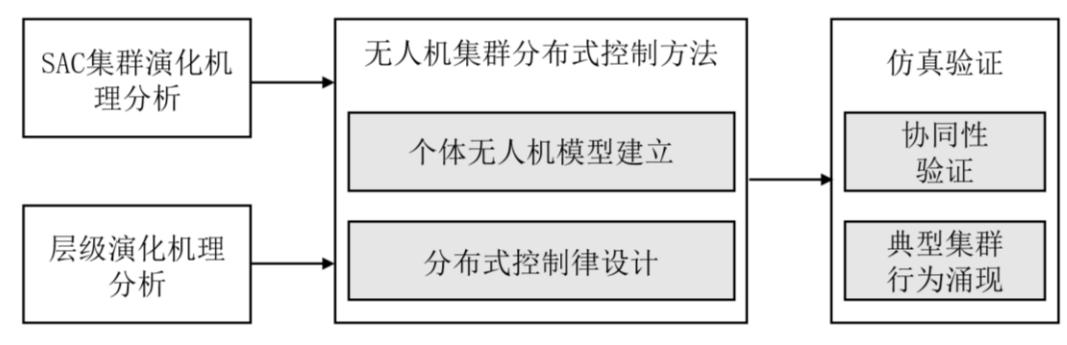 SAC集群演化机
理分析
层级演化机理
分析
无人机集群分布式控制方法
个体无人机模型建立
分布式控制律设计
仿真验证
协同性
验证
典型集群
行为涌现